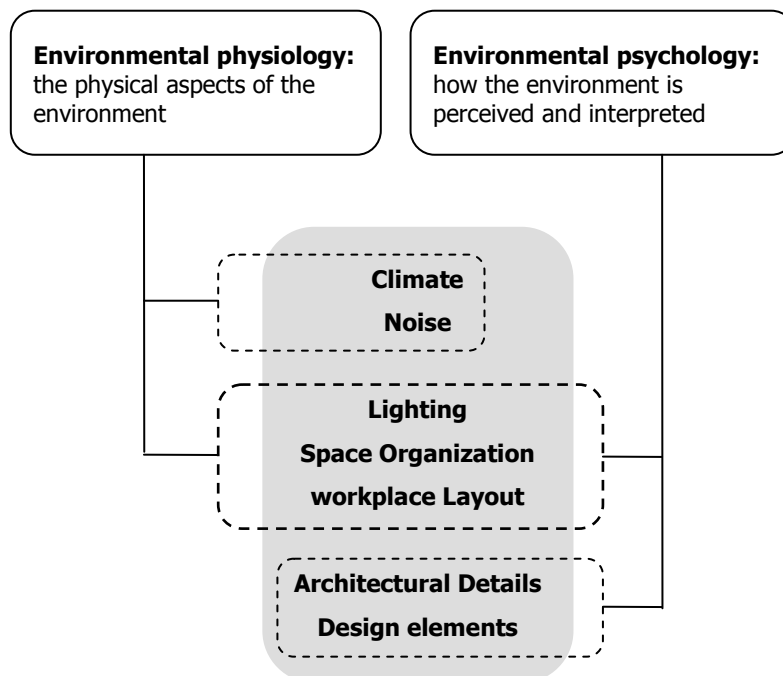 Environmental physiology:
the physical aspects of the
environment
Environmental psychology:
how the environment is
perceived and interpreted
Climate
Noise
Lighting
Space Organization
workplace Layout
Architectural Details
Design elements